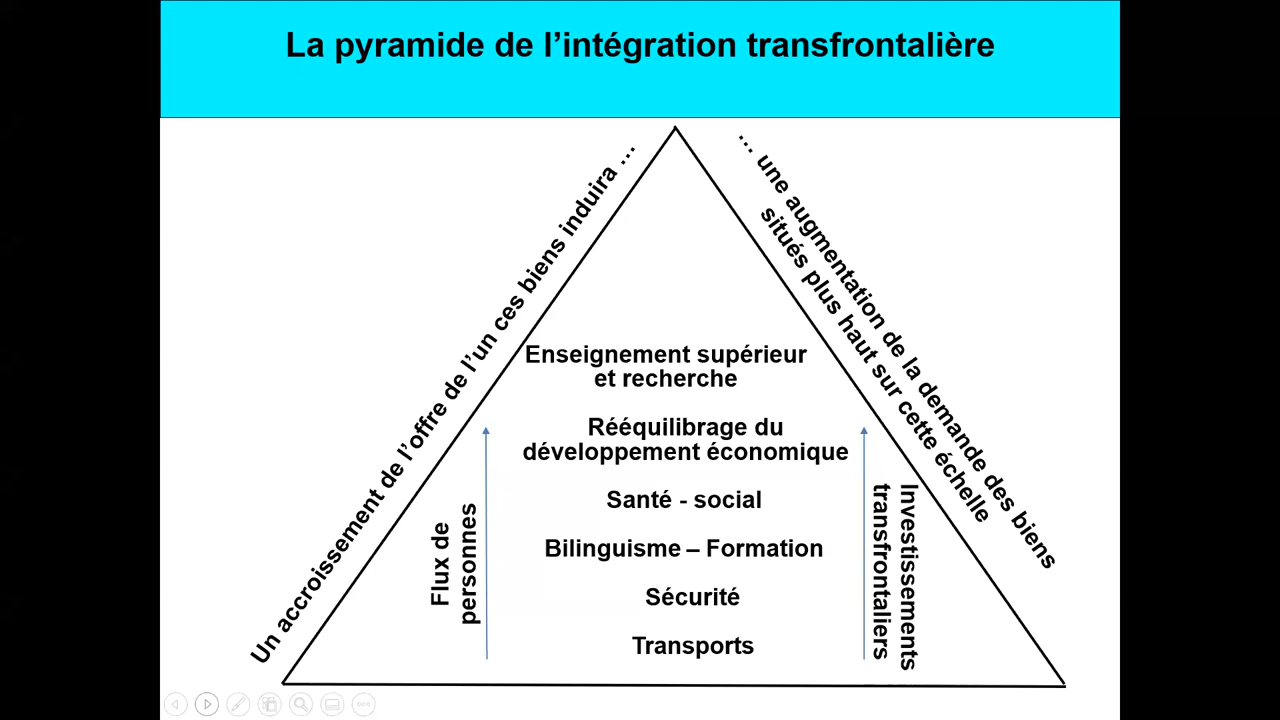 La pyramide de l’intégration transfrontalière
Un accroissement de l’offre de l’un ces biens induira …
… une augmentation de la demande des biens
situés plus haut sur cette échelle
Enseignement supérieur
et recherche
Rééquilibrage du
développement économique
Santé - social
Bilinguisme – Formation
Sécurité
Transports
Flux de
personnes
Investissements
transfrontaliers